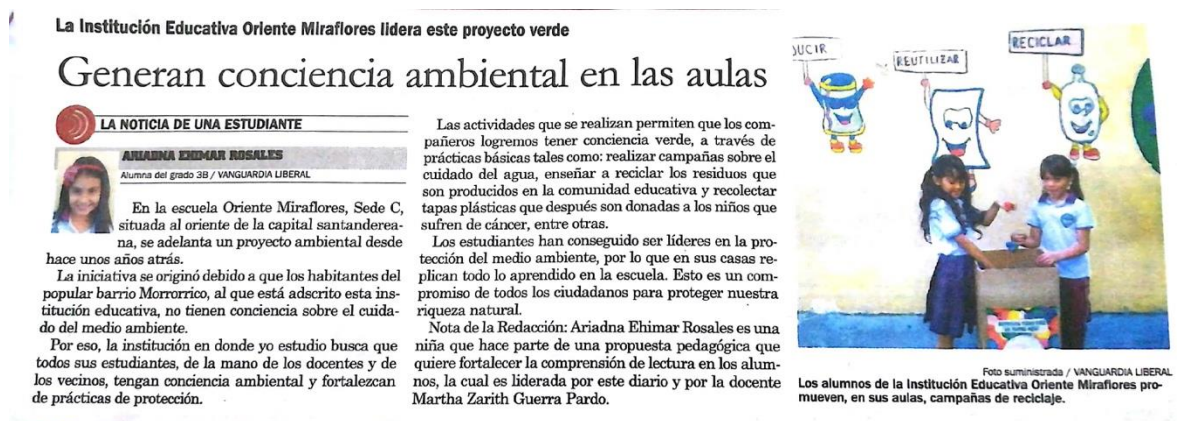 La Institución Educativa Oriente Miraflores lidera este proyecto verde
Generan conciencia ambiental en las aulas
LA NOTICIA DE UNA ESTUDIANTE
ARIADNA EHIMAR ROSALES
Alumna del grado 3B / VANGUARDIA LIBERAL
En la escuela Oriente Miraflores, Sede C,
situada al oriente de la capital santanderea-
na, se adelanta un proyecto ambiental desde
hace unos años atrás.
La iniciativa se originó debido a que los habitantes del
popular barrio Morrorrico, al que está adscrito esta ins-
titución educativa, no tienen conciencia sobre el cuida-
do del medio ambiente.
Por eso, la institución en donde yo estudio busca que
todos sus estudiantes, de la mano de los docentes y de
los vecinos, tengan conciencia ambiental y fortalezcan
de prácticas de protección.
Las actividades que se realizan permiten que los com-
pañeros logremos tener conciencia verde, a través de
prácticas básicas tales como: realizar campañas sobre el
cuidado del agua, enseñar a reciclar los residuos que
son producidos en la comunidad educativa y recolectar
tapas plásticas que después son donadas a los niños que
sufren de cáncer, entre otras.
Los estudiantes han conseguido ser líderes en la pro-
tección del medio ambiente, por lo que en sus casas re-
plican todo lo aprendido en la escuela. Esto es un com-
promiso de todos los ciudadanos para proteger nuestra
riqueza natural.
Nota de la Redacción: Ariadna Ehimar Rosales es una
niña que hace parte de una propuesta pedagógica que
quiere fortalecer la comprensión de lectura en los alum-
nos, la cual es liderada por este diario y por la docente
Martha Zarith Guerra Pardo.
DUCIR
REUTILIZAR
RECICLAR
Foto suministrada / VANGUARDIA LIBERAL
Los alumnos de la Institución Educativa Oriente Miraflores pro-
mueven, en sus aulas, campañas de reciclaje.